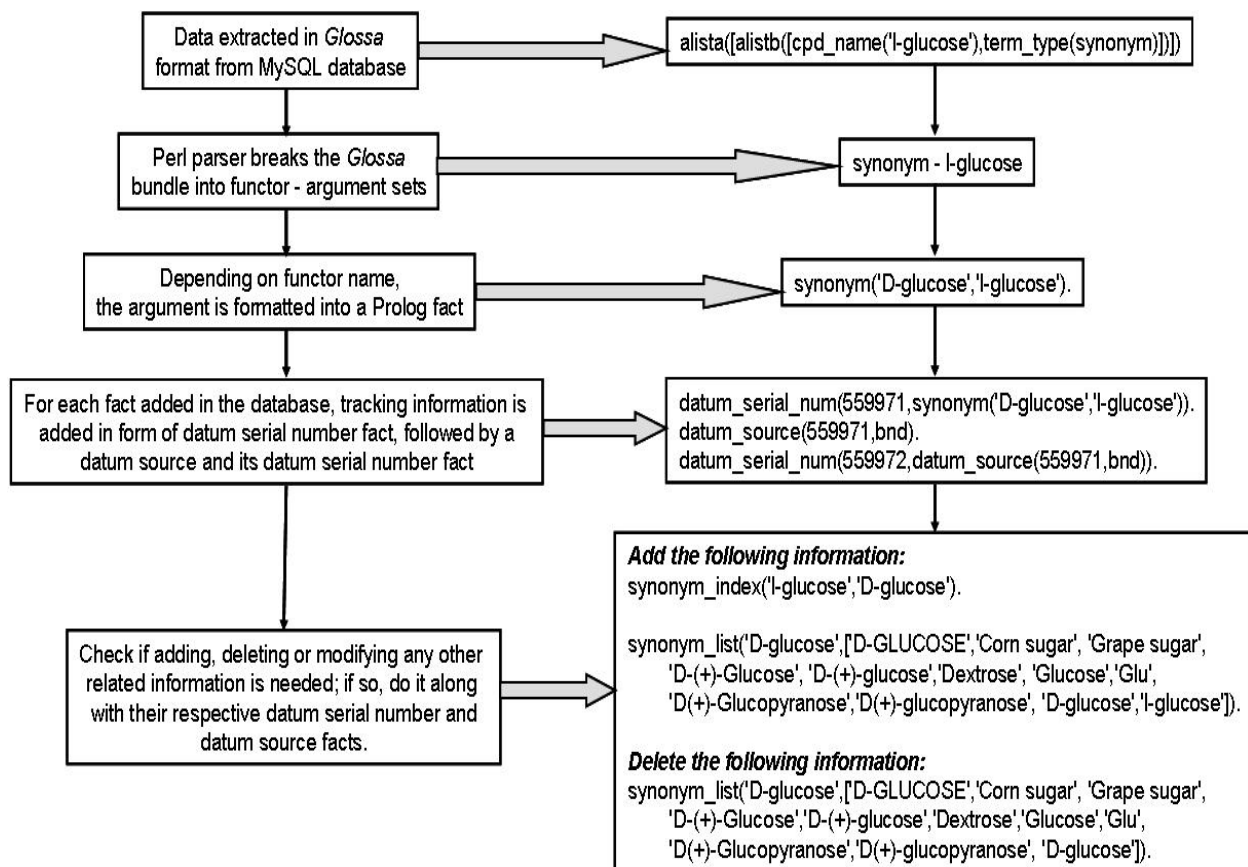 Data extracted in Glossa
format from MySQL database
alista([alistb([cpd_name('l-glucose'),term_type(synonym)])])
Perl parser breaks the Glossa
bundle into functor - argument sets
synonym - l-glucose
Depending on functor name,
the argument is formatted into a Prolog fact
synonym('D-glucose','l-glucose').
For each fact added in the database, tracking information is
added in form of datum serial number fact, followed by a
datum source and its datum serial number fact
datum_serial_num(559971,synonym('D-glucose','l-glucose')).
datum_source(559971,bnd).
datum_serial_num(559972,datum_source(559971,bnd)).
Check if adding, deleting or modifying any other
related information is needed; if so, do it along
with their respective datum serial number and
datum source facts.
Add the following information:
synonym_index('l-glucose','D-glucose').
synonym_list('D-glucose',['D-GLUCOSE','Corn sugar', 'Grape sugar',
'D-(+)-Glucose', 'D-(+)-glucose','Dextrose', 'Glucose','Glu',
'D(+)-Glucopyranose','D(+)-glucopyranose', 'D-glucose','l-glucose']).
Delete the following information:
synonym_list('D-glucose',['D-GLUCOSE','Corn sugar', 'Grape sugar',
'D-(+)-Glucose','D-(+)-glucose','Dextrose','Glucose','Glu',
'D(+)-Glucopyranose','D(+)-glucopyranose', 'D-glucose']).